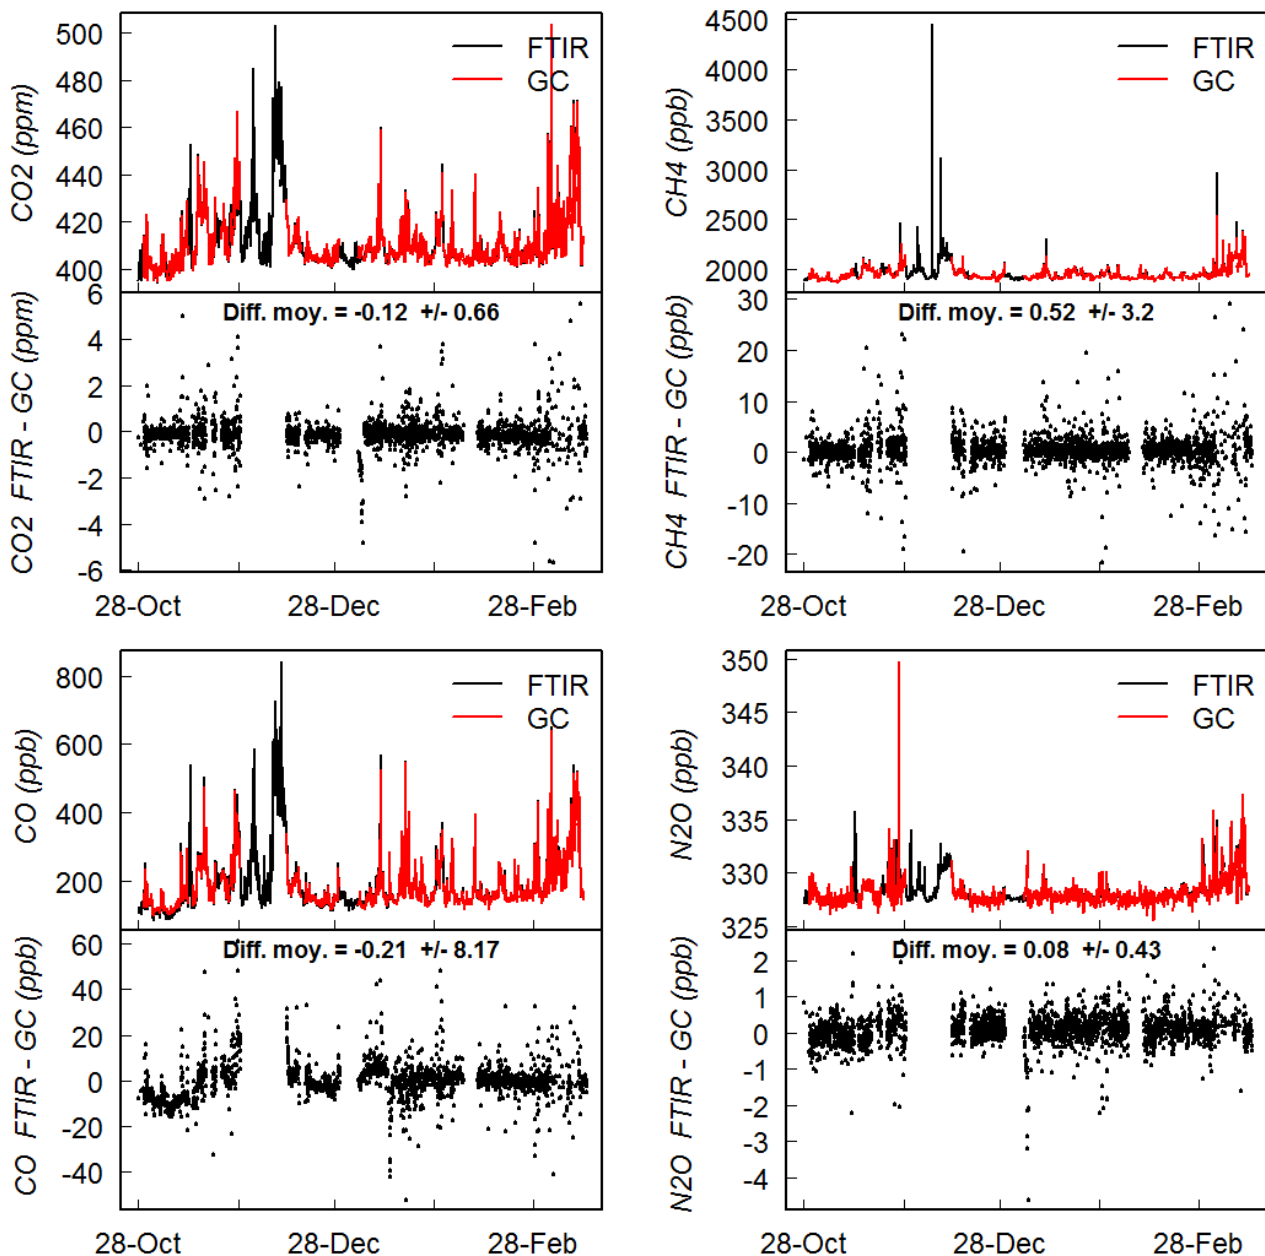 CO2 (ppm)
500
480
460
440
420
400
FTIR
GC
CO2 FTIR - GC (ppm)
6
4
2
0
-2
-4
-6
Diff. moy. = -0.12 +/- 0.66
28-Oct
28-Dec
28-Feb
CH4 (ppb)
4500
4000
3500
3000
2500
2000
FTIR
GC
CH4 FTIR - GC (ppb)
30
20
10
0
-10
-20
Diff. moy. = 0.52 +/- 3.2
28-Oct
28-Dec
28-Feb
CO (ppb)
800
600
400
200
FTIR
GC
CO FTIR - GC (ppb)
60
40
20
0
-20
-40
Diff. moy. = -0.21 +/- 8.17
28-Oct
28-Dec
28-Feb
N2O (ppb)
350
345
340
335
330
325
FTIR
GC
N2O FTIR - GC (ppb)
2
1
0
-1
-2
-3
-4
Diff. moy. = 0.08 +/- 0.43
28-Oct
28-Dec
28-Feb